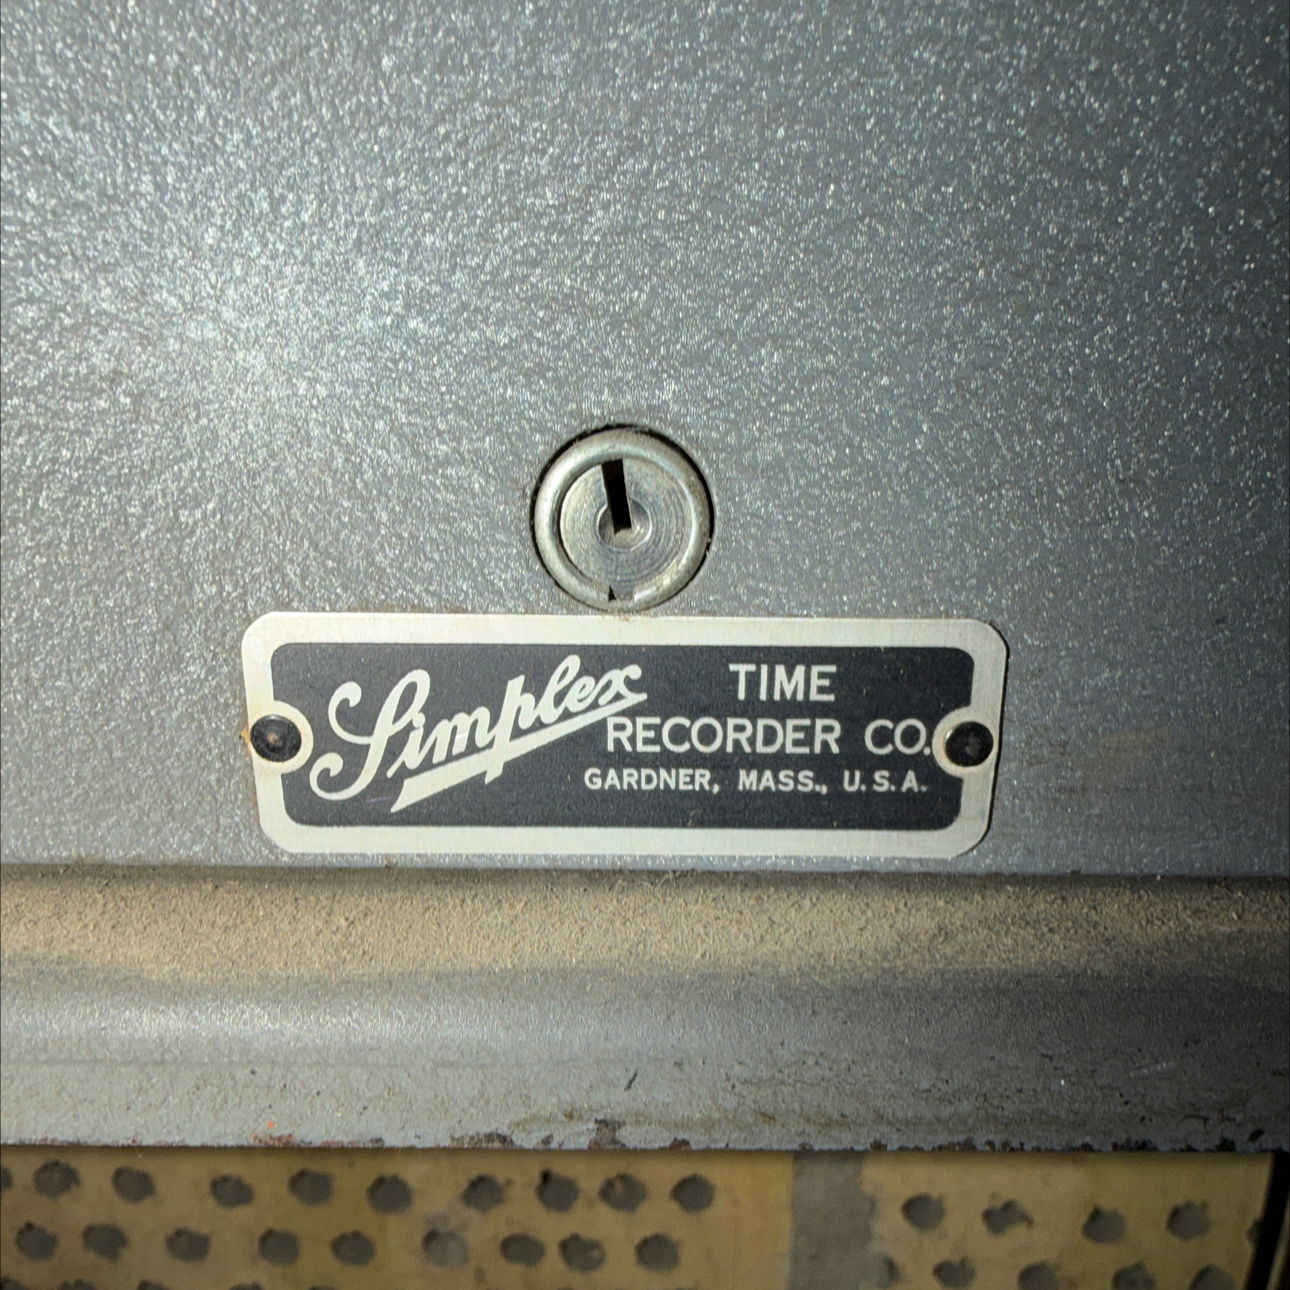 Simplex TIME
RECORDER CO.
GARDNER, MASS., U.S.A.